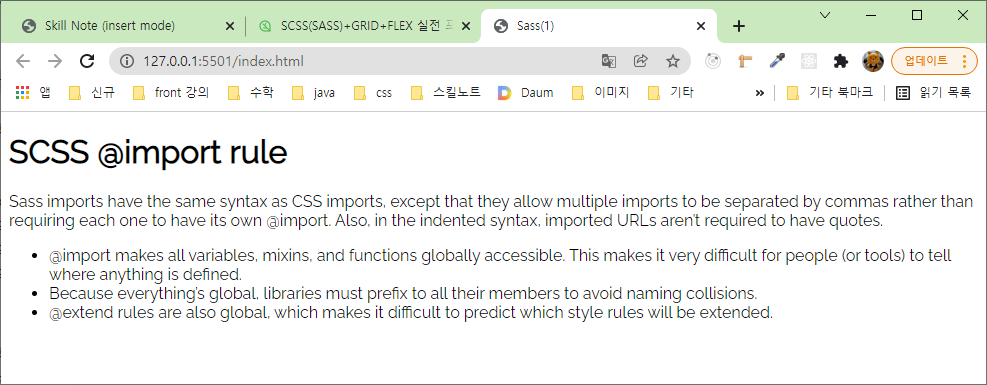 Skill Note (insert mode)
SCSS(SASS)+GRID+FLEX 실전
Sass(1)
127.0.0.1:5501/index.html
업데이트
앱
신규
front 강의
수학
java
css
스킬노트
Daum
이미지
기타
»
기타 북마크
읽기 목록
SCSS @import rule
Sass imports have the same syntax as CSS imports, except that they allow multiple imports to be separated by commas rather than
requiring each one to have its own @import. Also, in the indented syntax, imported URLs aren't required to have quotes.
• @import makes all variables, mixins, and functions globally accessible. This makes it very difficult for people (or tools) to tell
where anything is defined.
• Because everything's global, libraries must prefix to all their members to avoid naming collisions.
• @extend rules are also global, which makes it difficult to predict which style rules will be extended.